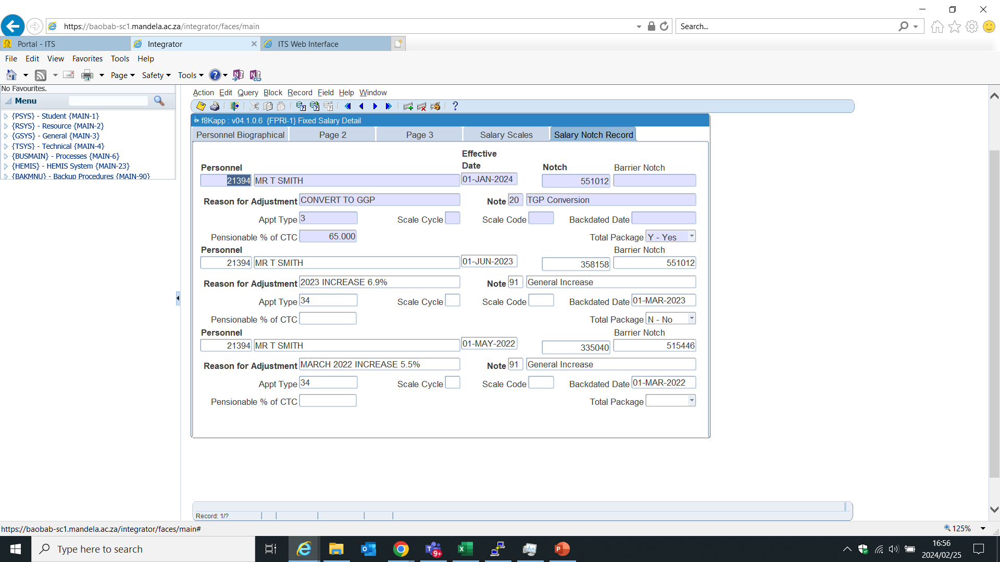 https://baobab-sc1.mandela.ac.za/integrator/faces/main
Search...
Portal - ITS
Integrator
ITS Web Interface
File Edit View Favorites Tools Help
Page Safety Tools
No Favourites.
Menu
{PSYS} - Student {MAIN-1}
{RSYS} - Resource {MAIN-2}
{GSYS} - General {MAIN-3}
{TSYS} - Technical {MAIN-4}
{BUSMAIN} - Processes {MAIN-6}
{HEMIS} - HEMIS System {MAIN-23}
{BAKMNU} - Backup Procedures {MAIN-90}
Action Edit Query Block Record Field Help Window
f8Kapp : v04.1.0.6 {FPRI-1} Fixed Salary Detail
Personnel Biographical Page 2 Page 3 Salary Scales Salary Notch Record
Effective
Personnel Date Notch Barrier Notch
21394 MR T SMITH 01-JAN-2024 551012
Reason for Adjustment CONVERT TO GGP Note 20 TGP Conversion
Appt Type 3 Scale Cycle Scale Code Backdated Date
Pensionable % of CTC 65.000 Total Package Y - Yes
Personnel Barrier Notch
21394 MR T SMITH 01-JUN-2023 358158 551012
Reason for Adjustment 2023 INCREASE 6.9% Note 91 General Increase
Appt Type 34 Scale Cycle Scale Code Backdated Date 01-MAR-2023
Pensionable % of CTC Total Package N - No
Personnel Barrier Notch
21394 MR T SMITH 01-MAY-2022 335040 515446
Reason for Adjustment MARCH 2022 INCREASE 5.5% Note 91 General Increase
Appt Type 34 Scale Cycle Scale Code Backdated Date 01-MAR-2022
Pensionable % of CTC Total Package
Record: 1/?
https://baobab-sc1.mandela.ac.za/integrator/faces/main#
125%
Type here to search
9+
16:56
2024/02/25